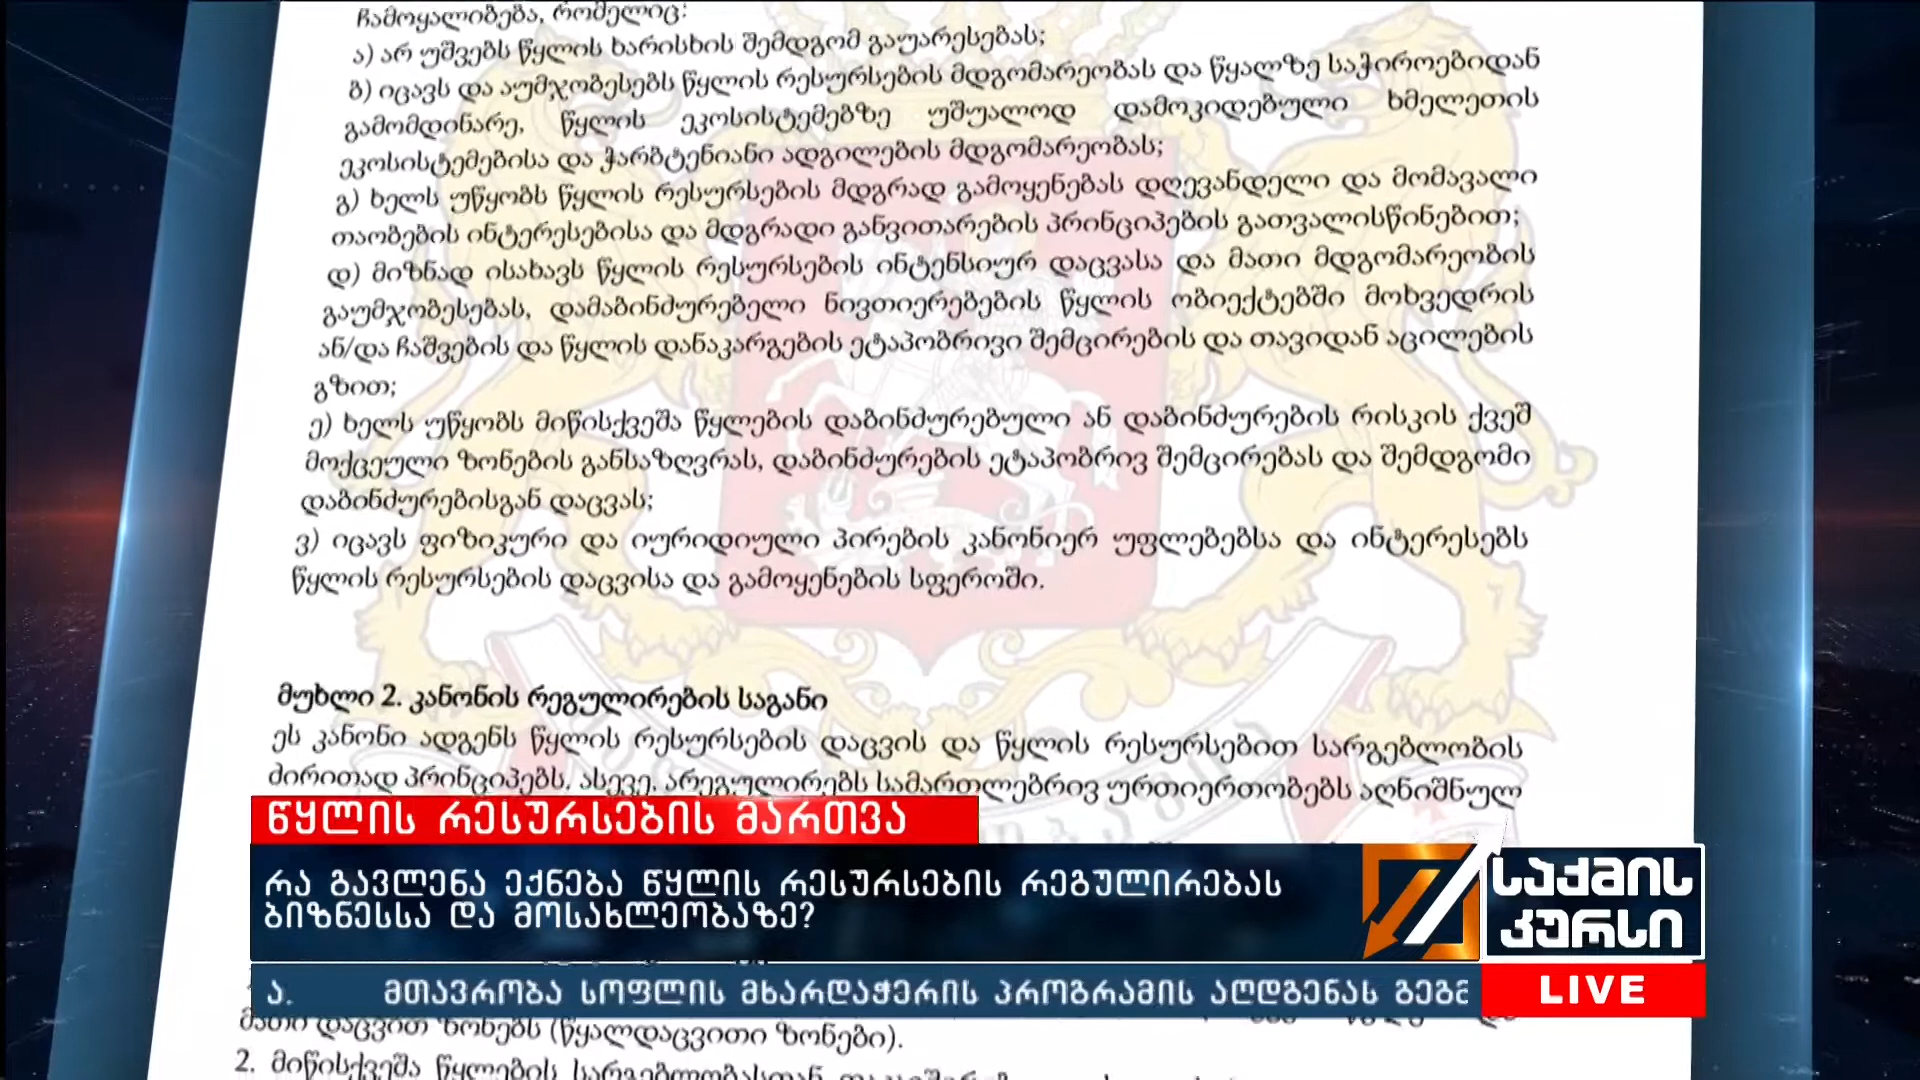 ჩამოყალიბება, რომელიც:
ა) არ უშვებს წყლის ხარისხის შემდგომ გაუარესებას;
ბ) იცავს და აუმჯობესებს წყლის რესურსების მდგომარეობას და წყალზე საჭიროებიდან
გამომდინარე, წყლის ეკოსისტემებზე უშუალოდ დამოკიდებული ხმელეთის
ეკოსისტემებისა და ჭარბტენიანი ადგილების მდგომარეობას;
გ) ხელს უწყობს წყლის რესურსების მდგრად გამოყენებას დღევანდელი და მომავალი
თაობების ინტერესებისა და მდგრადი განვითარების პრინციპების გათვალისწინებით;
დ) მიზნად ისახავს წყლის რესურსების ინტენსიურ დაცვასა და მათი მდგომარეობის
გაუმჯობესებას, დამაბინძურებელი ნივთიერებების წყლის ობიექტებში მოხვედრის
ან/და ჩაშვების და წყლის დანაკარგების ეტაპობრივი შემცირების და თავიდან აცილების
გზით;
ე) ხელს უწყობს მიწისქვეშა წყლების დაბინძურებული ან დაბინძურების რისკის ქვეშ
მოქცეული ზონების განსაზღვრას, დაბინძურების ეტაპობრივ შემცირებას და შემდგომი
დაბინძურებისგან დაცვას;
ვ) იცავს ფიზიკური და იურიდიული პირების კანონიერ უფლებებსა და ინტერესებს
წყლის რესურსების დაცვისა და გამოყენების სფეროში.
მუხლი 2. კანონის რეგულირების საგანი
ეს კანონი ადგენს წყლის რესურსების დაცვის და წყლის რესურსებით სარგებლობის
ძირითად პრინციპებს, ასევე, არეგულირებს სამართლებრივ ურთიერთობებს აღნიშნულ
წყლის რესურსების მართვა
რა გავლენა ექნება წყლის რესურსების რეგულირებას
ბიზნესსა და მოსახლეობაზე?
საქმის
კურსი
ა. მთავრობა სოფლის მხარდაჭერის პროგრამის აღდგენას გეგმ
LIVE
მათი დაცვით ზონებს (წყალდაცვითი ზონები).
2. მიწისქვეშა წყლების სარგებლობასთან